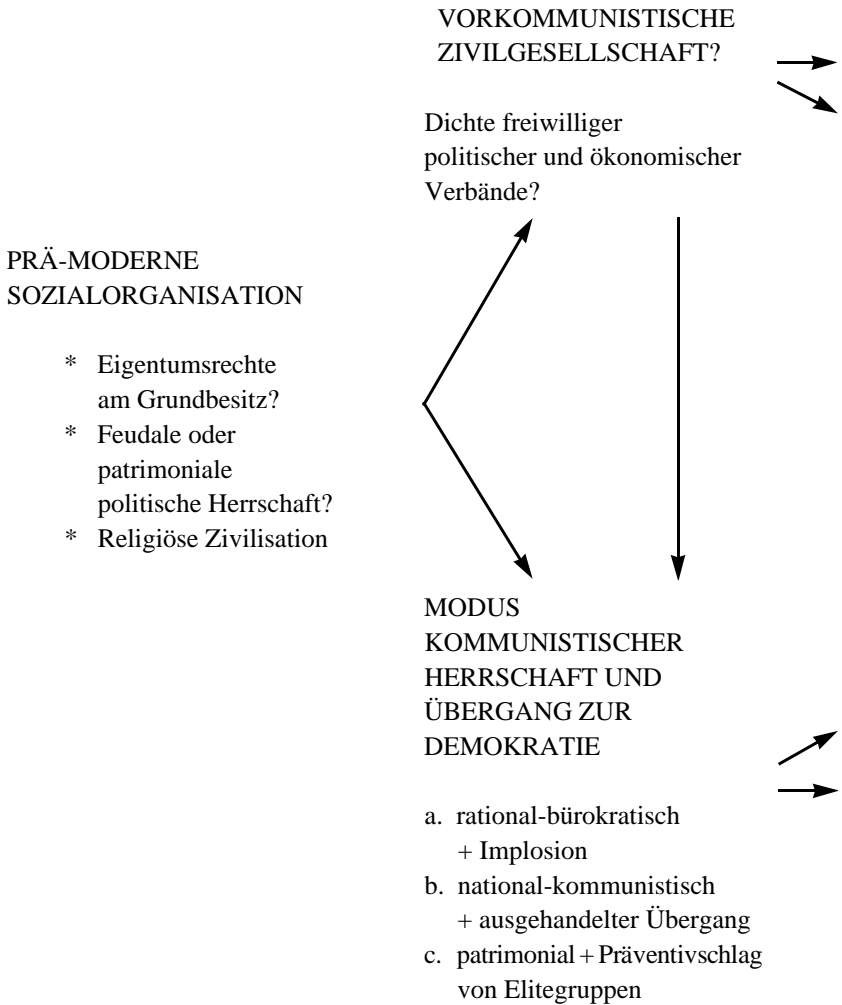 VORKOMMUNISTISCHE
ZIVILGESELLSCHAFT?
Dichte freiwilliger
politischer und ökonomischer
Verbände?
PRÄ-MODERNE
SOZIALORGANISATION
* Eigentumsrechte
am Grundbesitz?
* Feudale oder
patrimoniale
politische Herrschaft?
* Religiöse Zivilisation
MODUS
KOMMUNISTISCHER
HERRSCHAFT UND
ÜBERGANG ZUR
DEMOKRATIE
a. rational-bürokratisch
+ Implosion
b. national-kommunistisch
+ ausgehandelter Übergang
c. patrimonial + Präventivschlag
von Elitegruppen